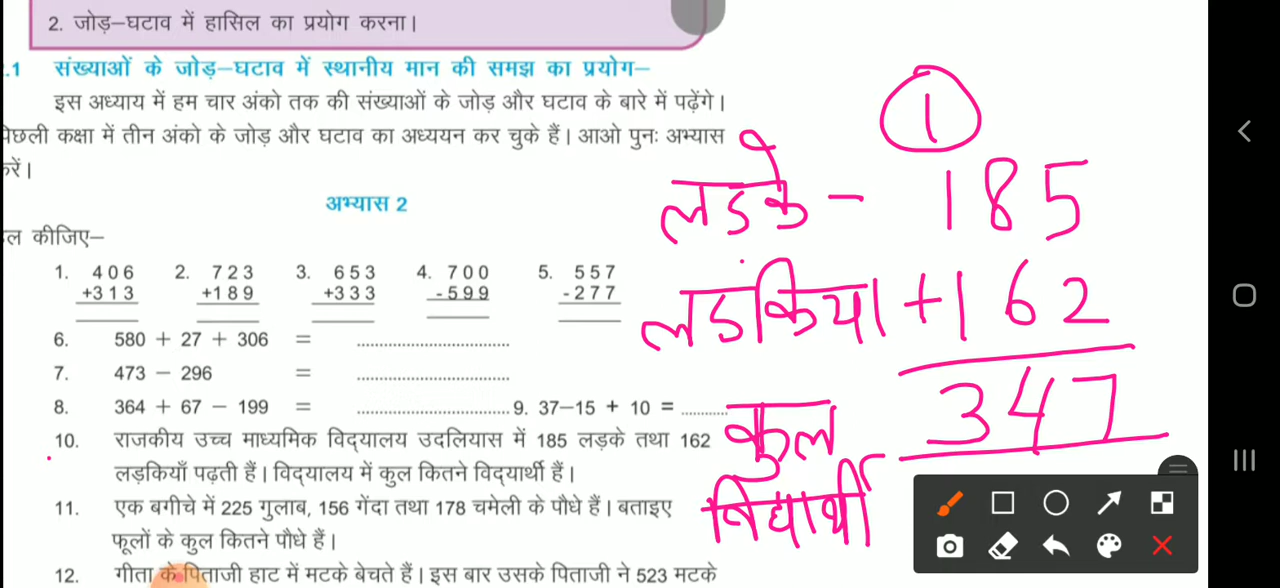 2. जोड़–घटाव में हासिल का प्रयोग करना।
.1 संख्याओं के जोड़-घटाव में स्थानीय मान की समझ का प्रयोग–
इस अध्याय में हम चार अंको तक की संख्याओं के जोड़ और घटाव के बारे में पढ़ेंगे।
पिछली कक्षा में तीन अंको के जोड़ और घटाव का अध्ययन कर चुके हैं। आओ पुनः अभ्यास
करें।
अभ्यास 2
हल कीजिए–
1. 406 2. 723 3. 653 4. 700 5. 557
+313 +189 +333 -599 -277
6. 580 + 27 + 306 = ......................................
7. 473 – 296 = ......................................
8. 364 + 67 – 199 = ...................................... 9. 37–15 + 10 = ............
10. राजकीय उच्च माध्यमिक विद्यालय उदलियास में 185 लड़के तथा 162
लड़कियाँ पढ़ती हैं। विद्यालय में कुल कितने विद्यार्थी हैं।
11. एक बगीचे में 225 गुलाब, 156 गेंदा तथा 178 चमेली के पौधे हैं। बताइए
फूलों के कुल कितने पौधे हैं।
12. गीता के पिताजी हाट में मटके बेचते हैं। इस बार उसके पिताजी ने 523 मटके
1
लडके – 185
लडंकिया +162
347
कुल
विद्यार्थी